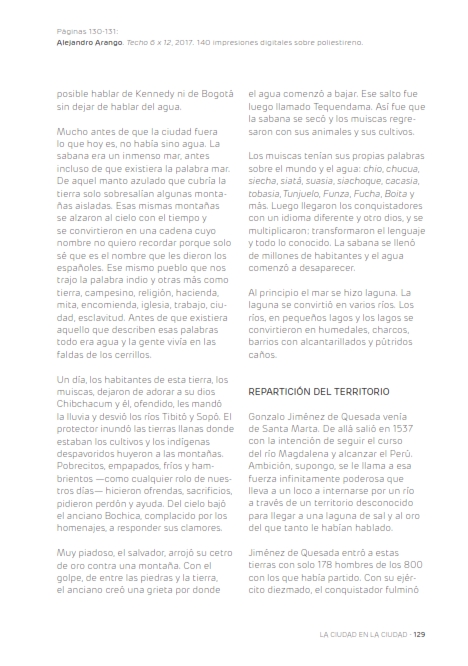 Páginas 130-131:
Alejandro Arango. Techo 6 x 12, 2017. 140 impresiones digitales sobre poliestireno.
posible hablar de Kennedy ni de Bogotá
sin dejar de hablar del agua.
Mucho antes de que la ciudad fuera
lo que hoy es, no había sino agua. La
sabana era un inmenso mar, antes
incluso de que existiera la palabra mar.
De aquel manto azulado que cubría la
tierra solo sobresalían algunas monta-
ñas aisladas. Esas mismas montañas
se alzaron al cielo con el tiempo y
se convirtieron en una cadena cuyo
nombre no quiero recordar porque solo
sé que es el nombre que les dieron los
españoles. Ese mismo pueblo que nos
trajo la palabra indio y otras más como
tierra, campesino, religión, hacienda,
mita, encomienda, iglesia, trabajo, ciu-
dad, esclavitud. Antes de que existiera
aquello que describen esas palabras
todo era agua y la gente vivía en las
faldas de los cerrillos.
Un día, los habitantes de esta tierra, los
muiscas, dejaron de adorar a su dios
Chibchacum y él, ofendido, les mandó
la lluvia y desvió los ríos Tibitó y Sopó. El
protector inundó las tierras llanas donde
estaban los cultivos y los indígenas
despavoridos huyeron a las montañas.
Pobrecitos, empapados, fríos y ham-
brientos —como cualquier rolo de nues-
tros días— hicieron ofrendas, sacrificios,
pidieron perdón y ayuda. Del cielo bajó
el anciano Bochica, complacido por los
homenajes, a responder sus clamores.
Muy piadoso, el salvador, arrojó su cetro
de oro contra una montaña. Con el
golpe, de entre las piedras y la tierra,
el anciano creó una grieta por donde
el agua comenzó a bajar. Ese salto fue
luego llamado Tequendama. Así fue que
la sabana se secó y los muiscas regre-
saron con sus animales y sus cultivos.
Los muiscas tenían sus propias palabras
sobre el mundo y el agua: chio, chucua,
siecha, siatá, suasia, siachoque, cacasia,
tobasia, Tunjuelo, Funza, Fucha, Boita y
más. Luego llegaron los conquistadores
con un idioma diferente y otro dios, y se
multiplicaron: transformaron el lenguaje
y todo lo conocido. La sabana se llenó
de millones de habitantes y el agua
comenzó a desaparecer.
Al principio el mar se hizo laguna. La
laguna se convirtió en varios ríos. Los
ríos, en pequeños lagos y los lagos se
convirtieron en humedales, charcos,
barrios con alcantarillados y pútridos
caños.
REPARTICIÓN DEL TERRITORIO
Gonzalo Jiménez de Quesada venía
de Santa Marta. De allá salió en 1537
con la intención de seguir el curso
del río Magdalena y alcanzar el Perú.
Ambición, supongo, se le llama a esa
fuerza infinitamente poderosa que
lleva a un loco a internarse por un río
a través de un territorio desconocido
para llegar a una laguna de sal y al oro
del que tanto le habían hablado.
Jiménez de Quesada entró a estas
tierras con solo 178 hombres de los 800
con los que había partido. Con su ejér-
cito diezmado, el conquistador fulminó
LA CIUDAD EN LA CIUDAD · 129